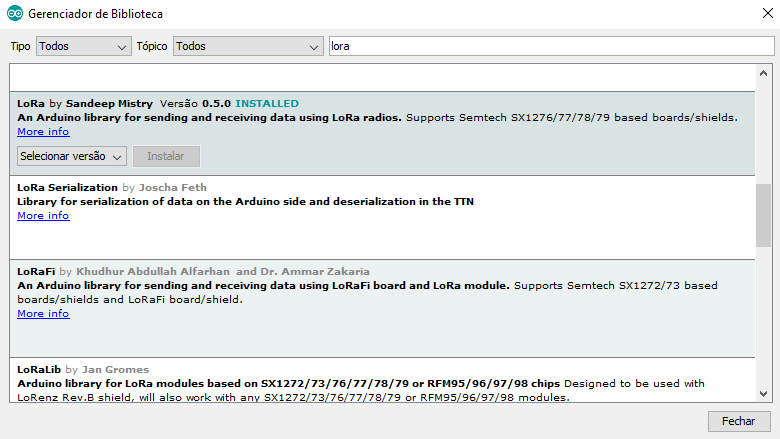 Gerenciador de Biblioteca
Tipo Todos Tópico Todos lora
LoRa by Sandeep Mistry Versão 0.5.0 INSTALLED
An Arduino library for sending and receiving data using LoRa radios. Supports Semtech SX1276/77/78/79 based boards/shields.
More info
Selecionar versão Instalar
LoRa Serialization by Joscha Feth
Library for serialization of data on the Arduino side and deserialization in the TTN
More info
LoRaFi by Khudhur Abdullah Alfarhan and Dr. Ammar Zakaria
An Arduino library for sending and receiving data using LoRaFi board and LoRa module. Supports Semtech SX1272/73 based
boards/shields and LoRaFi board/shield.
More info
LoRaLib by Jan Gromes
Arduino library for LoRa modules based on SX1272/73/76/77/78/79 or RFM95/96/97/98 chips Designed to be used with
LoRenz Rev.B shield, will also work with any SX1272/73/76/77/78/79 or RFM95/96/97/98 modules.
Fechar